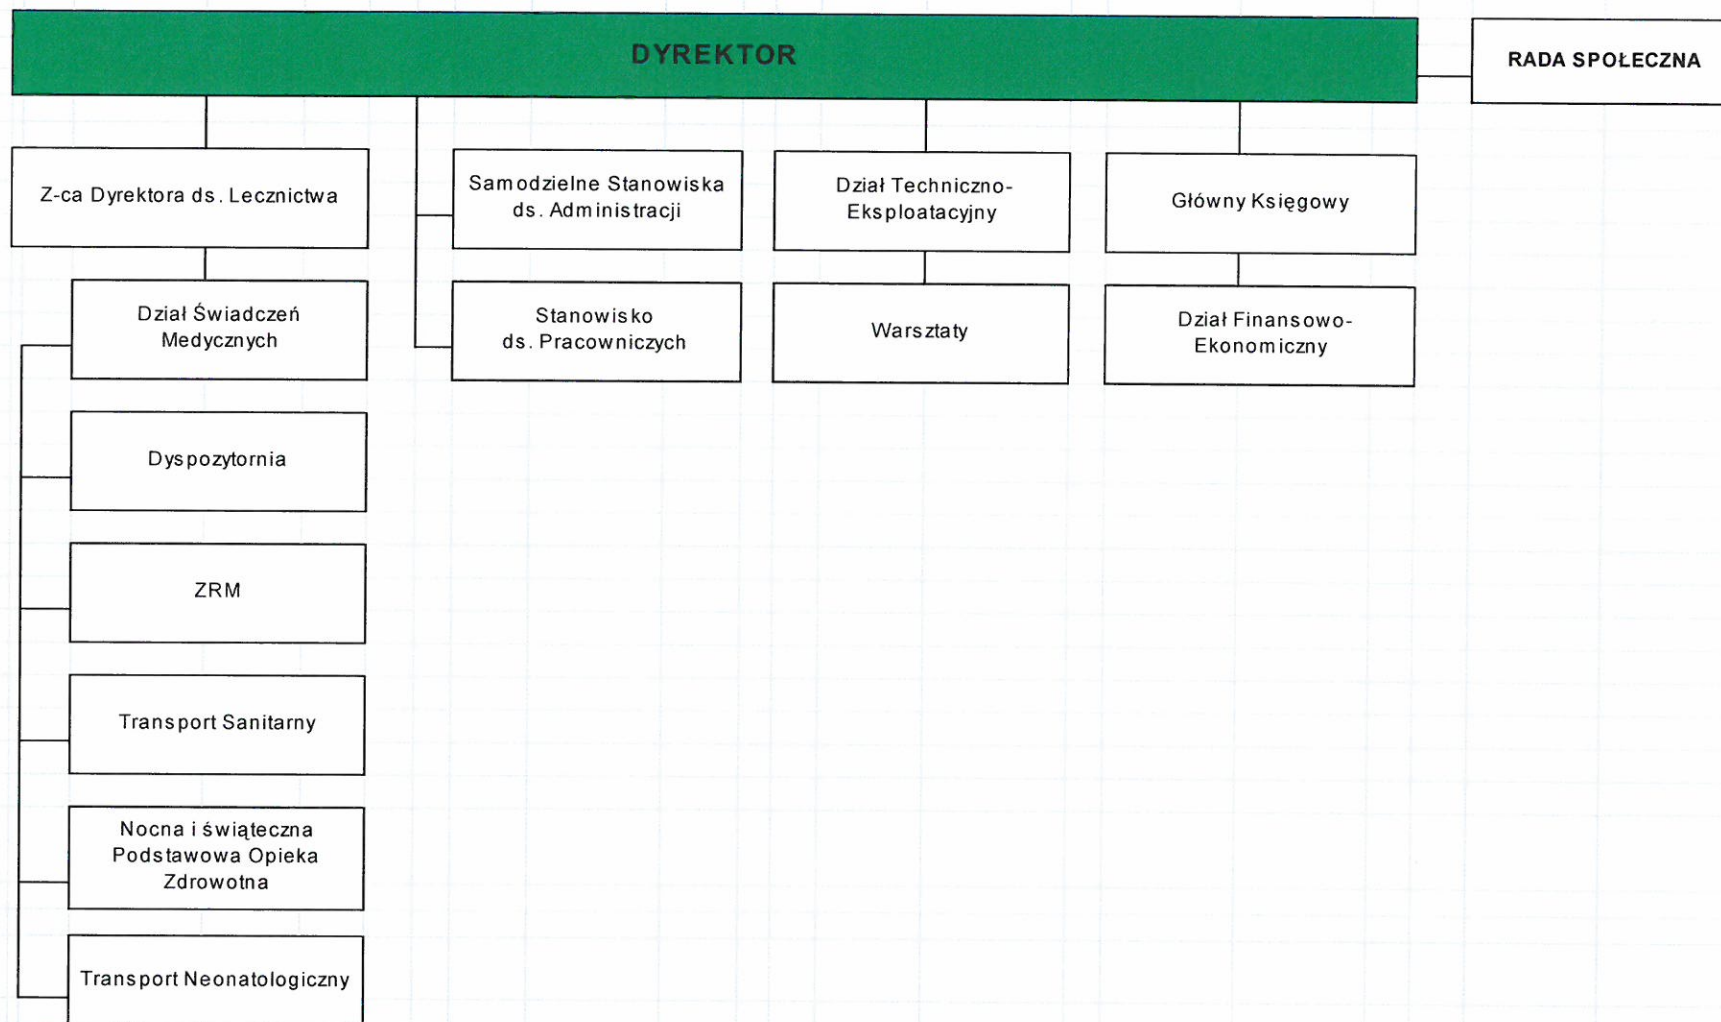 DYREKTOR
RADA SPOŁECZNA
Z-ca Dyrektora ds. Lecznictwa
Samodzielne Stanowiska
ds. Administracji
Dział Techniczno-
Eksploatacyjny
Główny Księgowy
Dział Świadczeń
Medycznych
Stanowisko
ds. Pracowniczych
Warsztaty
Dział Finansowo-
Ekonomiczny
Dyspozytornia
ZRM
Transport Sanitarny
Nocna i świąteczna
Podstawowa Opieka
Zdrowotna
Transport Neonatologiczny